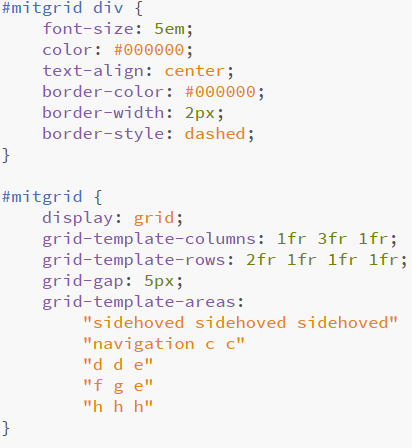 #mitgrid div {
    font-size: 5em;
    color: #000000;
    text-align: center;
    border-color: #000000;
    border-width: 2px;
    border-style: dashed;
}

#mitgrid {
    display: grid;
    grid-template-columns: 1fr 3fr 1fr;
    grid-template-rows: 2fr 1fr 1fr 1fr;
    grid-gap: 5px;
    grid-template-areas:
        "sidehoved sidehoved sidehoved"
        "navigation c c"
        "d d e"
        "f g e"
        "h h h"
}